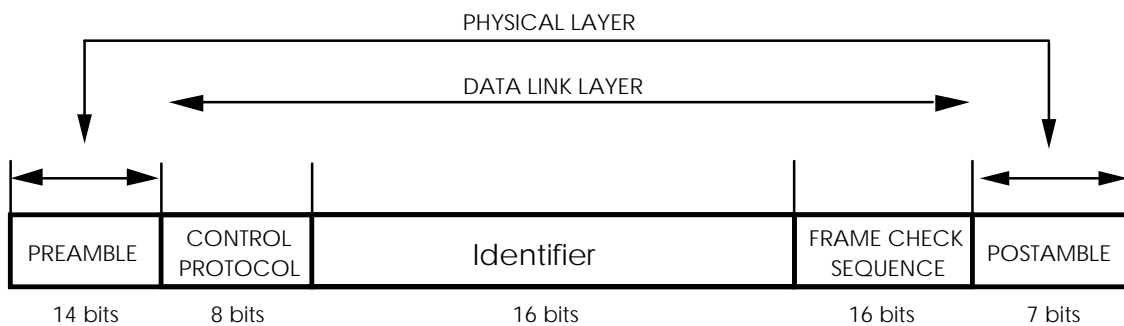 PHYSICAL LAYER
DATA LINK LAYER
PREAMBLE
CONTROL
PROTOCOL
Identifier
FRAME CHECK
SEQUENCE
POSTAMBLE
14 bits
8 bits
16 bits
16 bits
7 bits